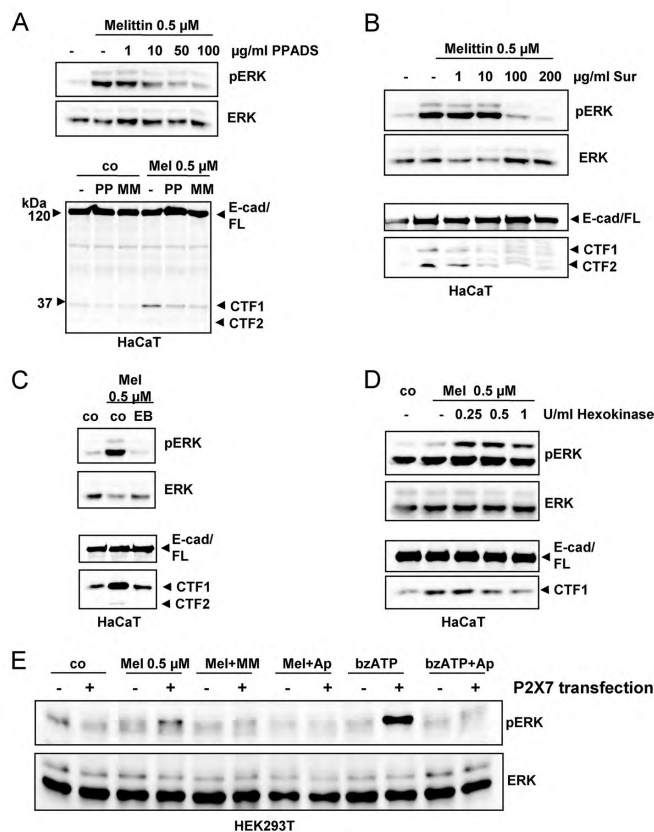 A
Melittin 0.5 µM
- - 1 10 50 100 µg/ml PPADS
pERK
ERK
co Mel 0.5 µM
kDa - PP MM - PP MM
120 E-cad/
FL
37 CTF1
CTF2
HaCaT
B
Melittin 0.5 µM
- - 1 10 100 200 µg/ml Sur
pERK
ERK
E-cad/FL
CTF1
CTF2
HaCaT
C
Mel
0.5 µM
co co EB
pERK
ERK
E-cad/
FL
CTF1
CTF2
HaCaT
D
co Mel 0.5 µM
- - 0.25 0.5 1 U/ml Hexokinase
pERK
ERK
E-cad/
FL
CTF1
HaCaT
E
co Mel 0.5 µM Mel+MM Mel+Ap bzATP bzATP+Ap
- + - + - + - + - + - + P2X7 transfection
pERK
ERK
HEK293T